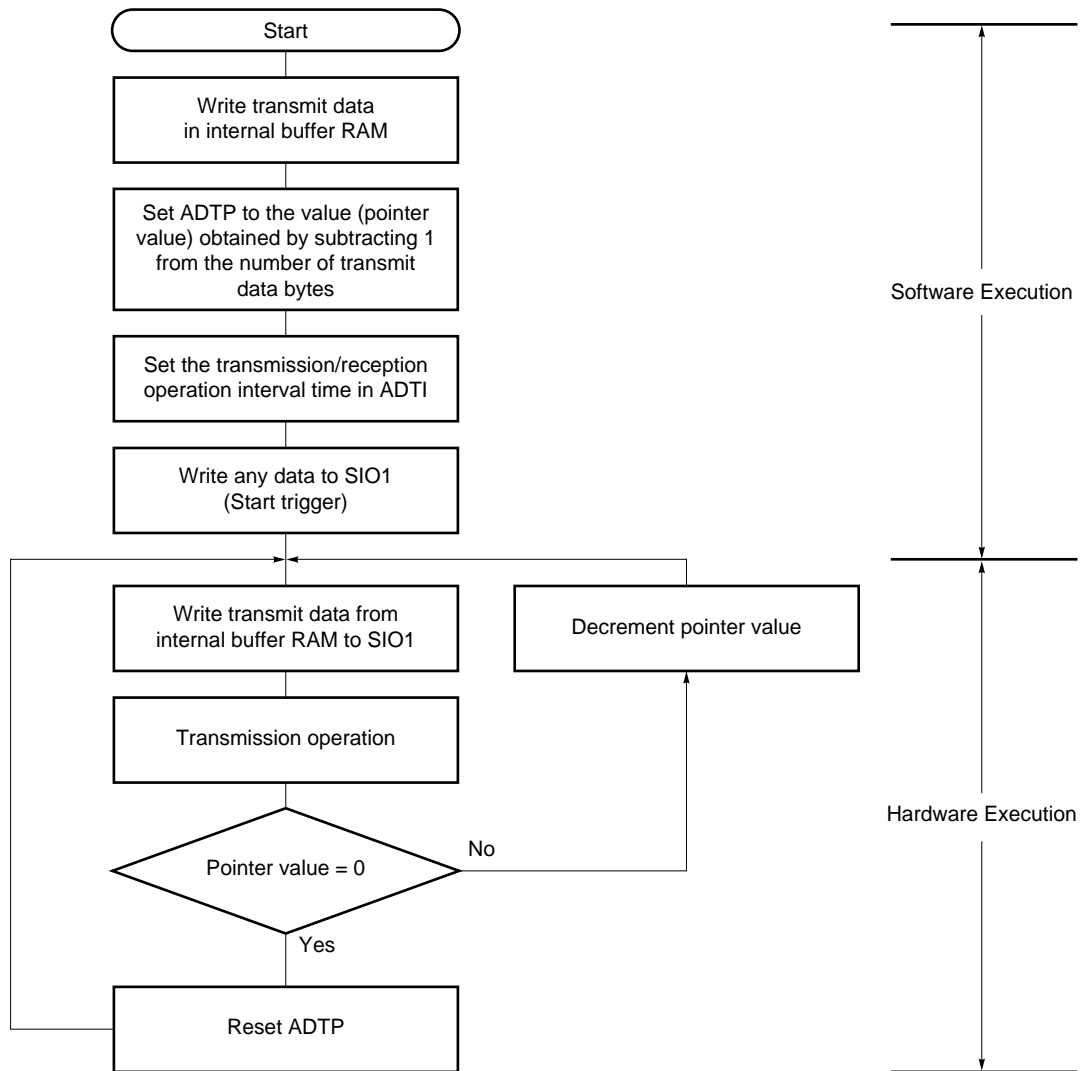 Start
Write transmit data
in internal buffer RAM
Set ADTP to the value (pointer
value) obtained by subtracting 1
from the number of transmit
data bytes
Software Execution
Set the transmission/reception
operation interval time in ADTI
Write any data to SIO1
(Start trigger)
Write transmit data from
internal buffer RAM to SIO1
Decrement pointer value
Transmission operation
Hardware Execution
No
Pointer value = 0
Yes
Reset ADTP